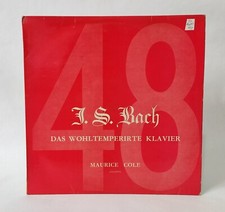 48
J. S. Bach
DAS WOHLTEMPERIRTE KLAVIER
MAURICE COLE